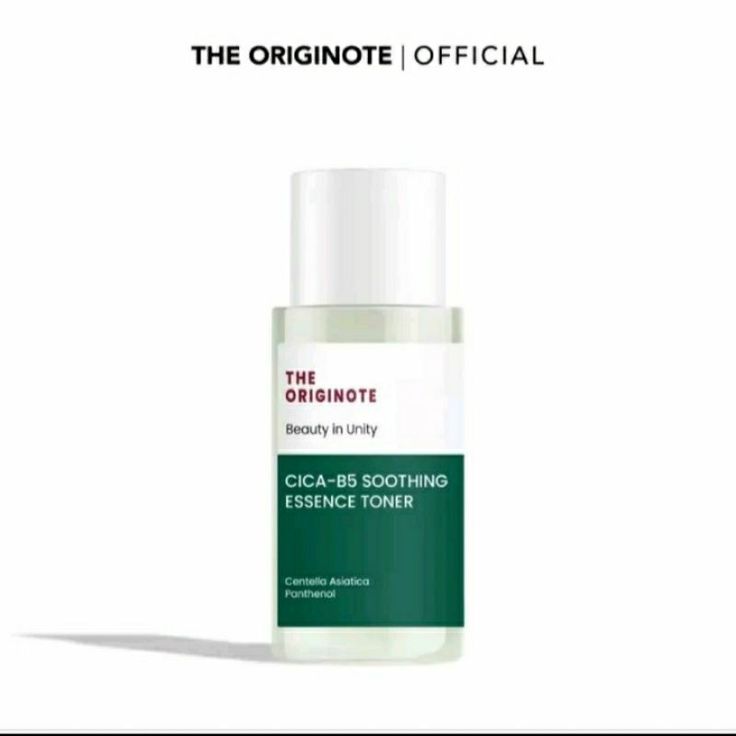 THE ORIGINOTE | OFFICIAL
THE
ORIGINOTE
Beauty in Unity
CICA-B5 SOOTHING
ESSENCE TONER
Centella Asiatica
Panthenol